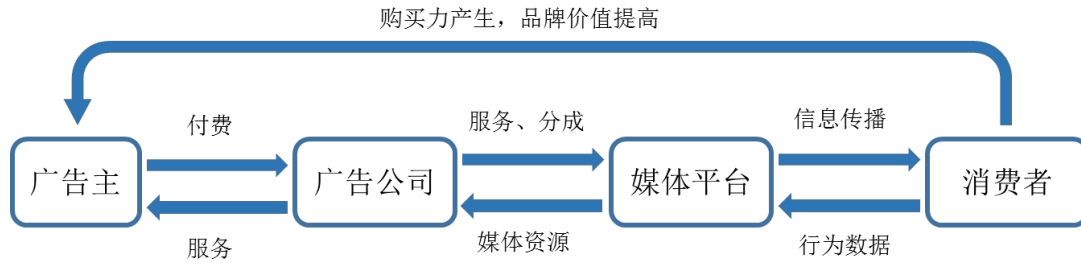 购买力产生，品牌价值提高
付费
服务、分成
信息传播
广告主
广告公司
媒体平台
消费者
服务
媒体资源
行为数据